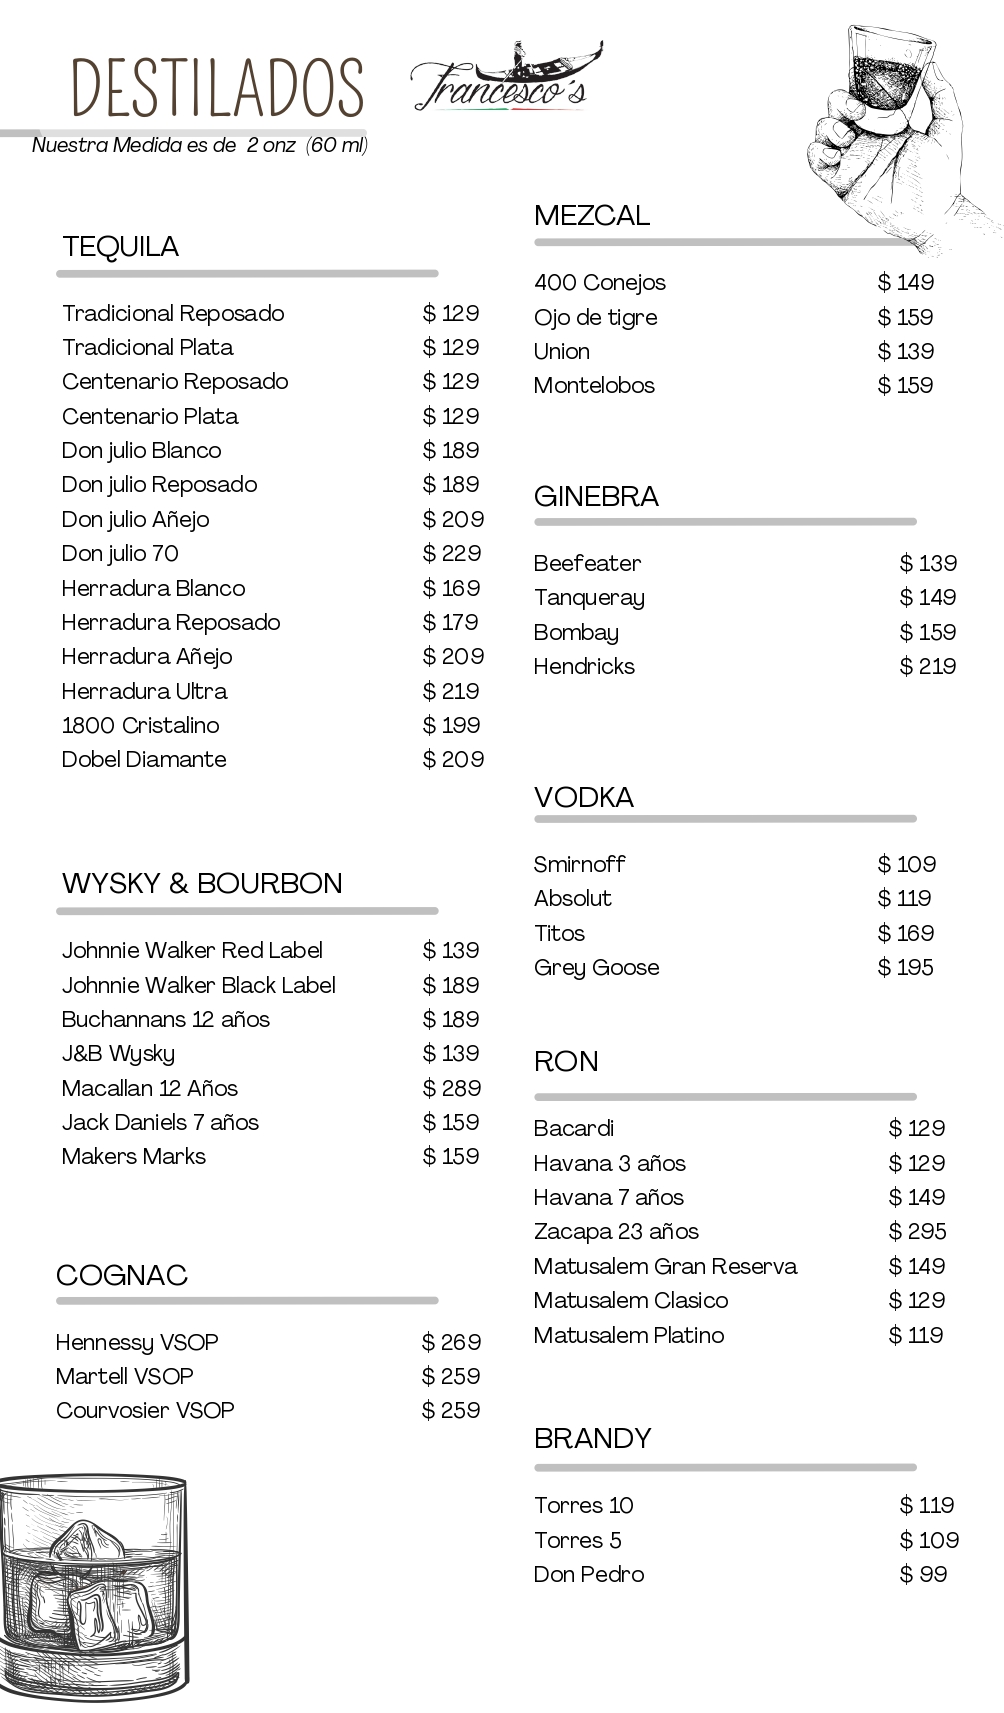 DESTILADOS
Francesco's
Nuestra Medida es de 2 onz (60 ml)
TEQUILA
Tradicional Reposado $ 129
Tradicional Plata $ 129
Centenario Reposado $ 129
Centenario Plata $ 129
Don julio Blanco $ 189
Don julio Reposado $ 189
Don julio Añejo $ 209
Don julio 70 $ 229
Herradura Blanco $ 169
Herradura Reposado $ 179
Herradura Añejo $ 209
Herradura Ultra $ 219
1800 Cristalino $ 199
Dobel Diamante $ 209
WYSKY & BOURBON
Johnnie Walker Red Label $ 139
Johnnie Walker Black Label $ 189
Buchannans 12 años $ 189
J&B Wysky $ 139
Macallan 12 Años $ 289
Jack Daniels 7 años $ 159
Makers Marks $ 159
COGNAC
Hennessy VSOP $ 269
Martell VSOP $ 259
Courvosier VSOP $ 259
MEZCAL
400 Conejos $ 149
Ojo de tigre $ 159
Union $ 139
Montelobos $ 159
GINEBRA
Beefeater $ 139
Tanqueray $ 149
Bombay $ 159
Hendricks $ 219
VODKA
Smirnoff $ 109
Absolut $ 119
Titos $ 169
Grey Goose $ 195
RON
Bacardi $ 129
Havana 3 años $ 129
Havana 7 años $ 149
Zacapa 23 años $ 295
Matusalem Gran Reserva $ 149
Matusalem Clasico $ 129
Matusalem Platino $ 119
BRANDY
Torres 10 $ 119
Torres 5 $ 109
Don Pedro $ 99